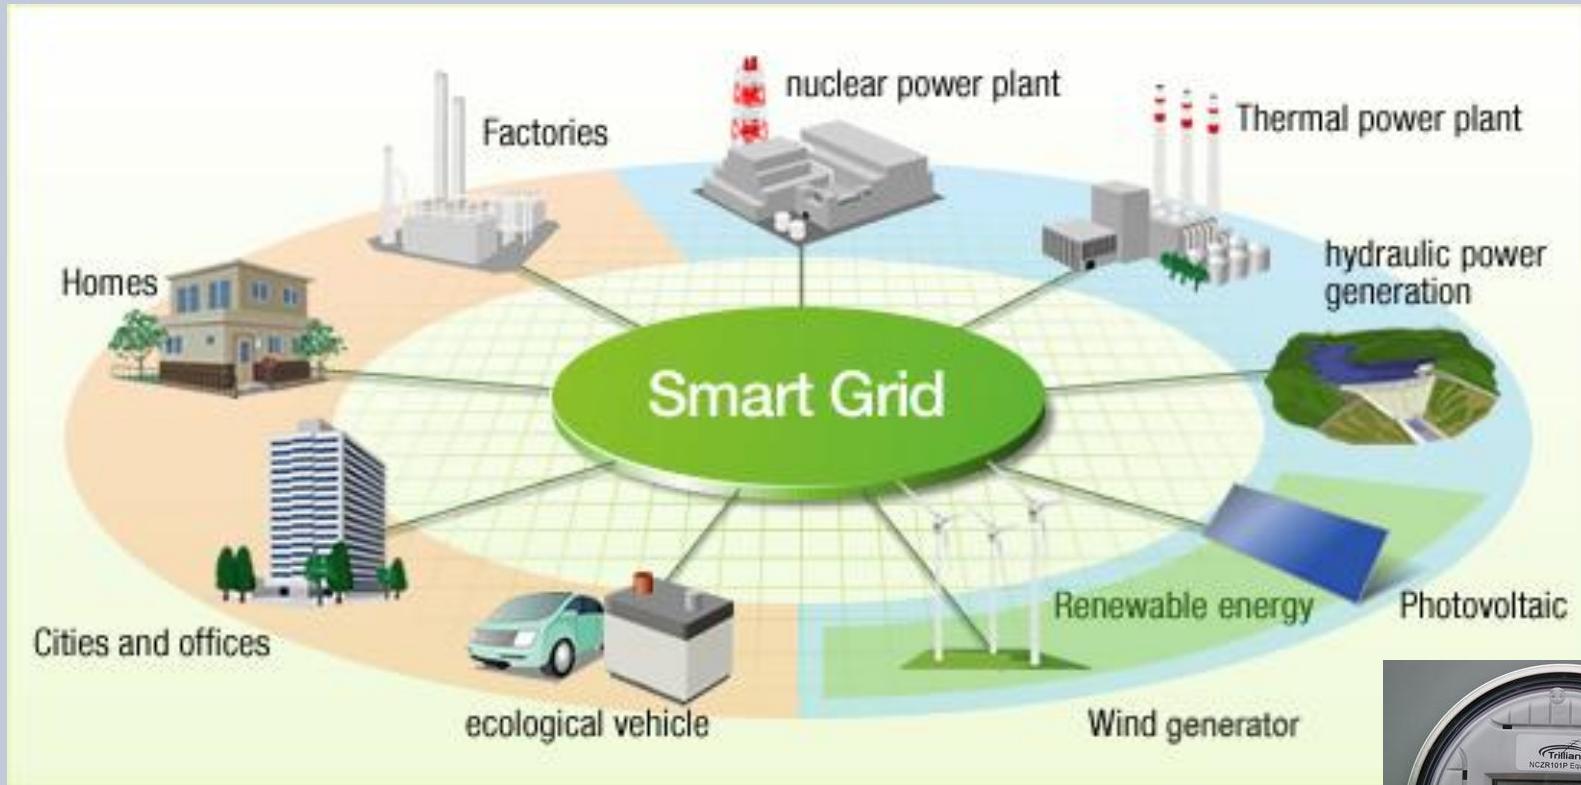 nuclear power plant
Factories
Thermal power plant
hydraulic power
generation
Homes
Smart Grid
Renewable energy
Photovoltaic
Cities and offices
ecological vehicle
Wind generator
NCZR101P